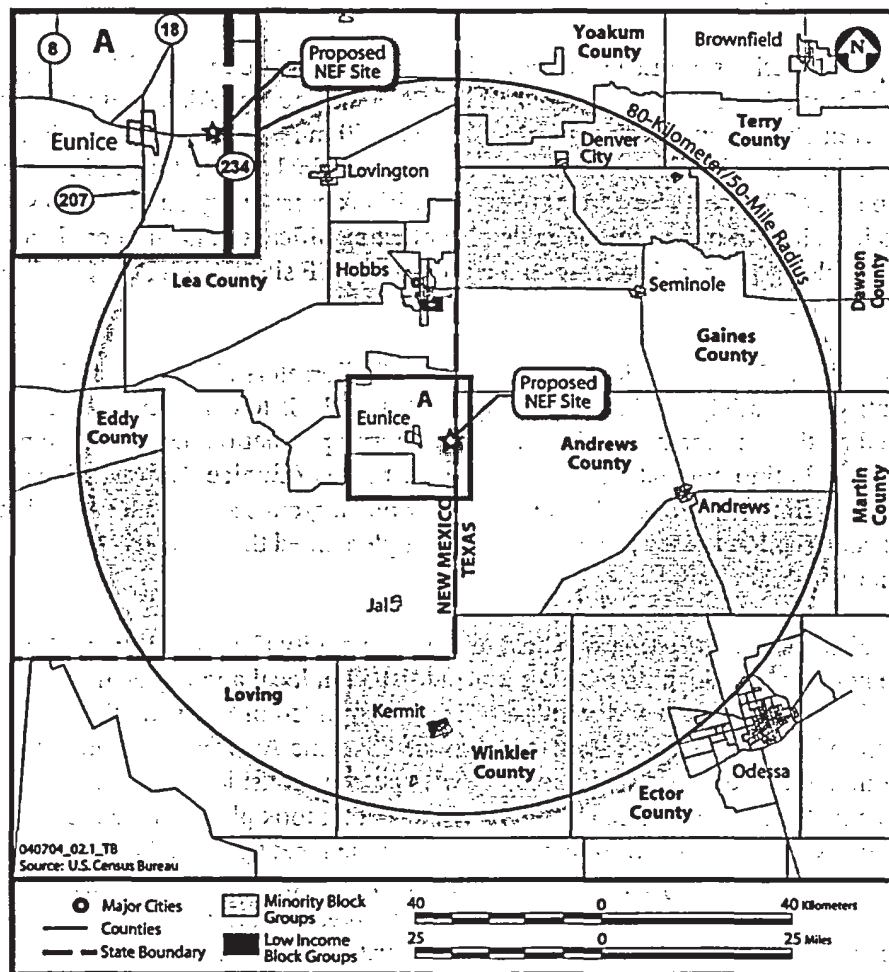 A
18
8
Proposed
NEF Site
Eunice
234
207
Yoakum
County
Brownfield
N
80-Kilometer/50-Mile Radius
Terry
County
Denver
City
Lovington
Lea County
Hobbs
Seminole
Dawson
County
Gaines
County
Proposed
NEF Site
A
Eunice
Eddy
County
Andrews
County
Martin
County
Andrews
NEW MEXICO
TEXAS
Jal
Loving
Kermit
Winkler
County
Odessa
Ector
County
040704_02.1_TB
Source: U.S. Census Bureau
Major Cities
Counties
State Boundary
Minority Block
Groups
Low Income
Block Groups
40 0 40 Kilometers
25 0 25 Miles